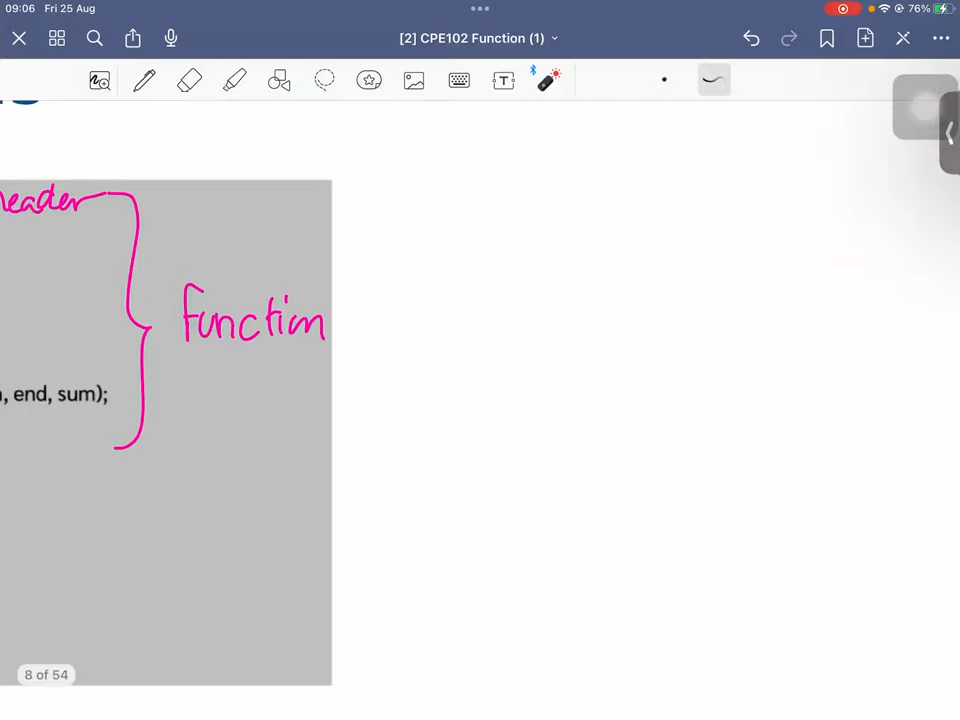 09:06 Fri 25 Aug
76%
[2] CPE102 Function (1)
T
header
Function
, end, sum);
8 of 54